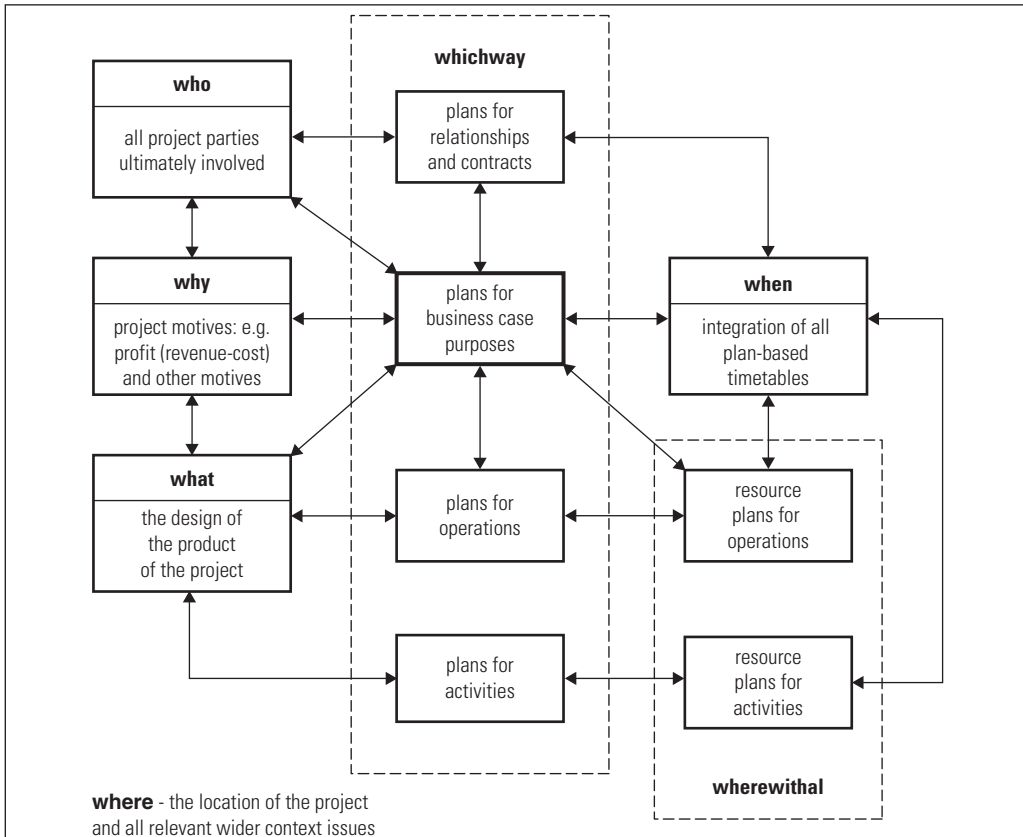 who
all project parties
ultimately involved
why
project motives: e.g.
profit (revenue-cost)
and other motives
what
the design of
the product
of the project
whichway
plans for
relationships
and contracts
plans for
business case
purposes
plans for
operations
plans for
activities
when
integration of all
plan-based
timetables
resource
plans for
operations
resource
plans for
activities
wherewithal
where - the location of the project
and all relevant wider context issues